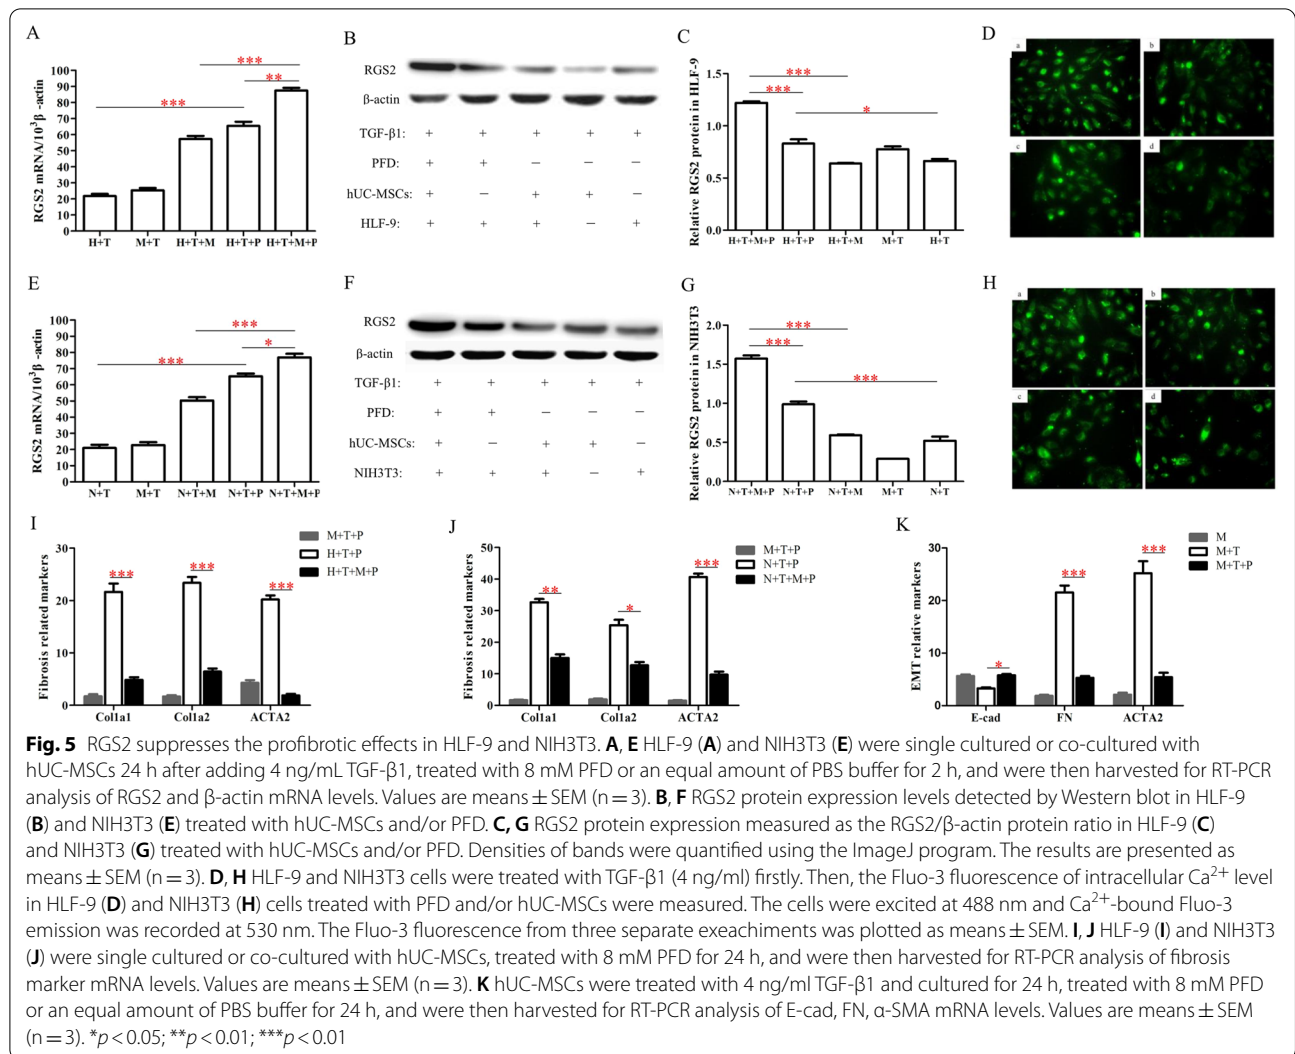 A
RGS2 mRNA/10³β -actin
100
90
80
70
60
50
40
30
20
10
0
***
***
**
H+T M+T H+T+M H+T+P H+T+M+P
B
RGS2
β-actin
TGF-β1: + + + + +
PFD: + + − − −
hUC-MSCs: + − + + −
HLF-9: + + + − +
C
Relative RGS2 protein in HLF-9
1.5
1.0
0.5
0.0
***
***
*
H+T+M+P H+T+P H+T+M M+T H+T
D
a b
c d
E
RGS2 mRNA/10³β -actin
100
90
80
70
60
50
40
30
20
10
0
***
***
*
N+T M+T N+T+M N+T+P N+T+M+P
F
RGS2
β-actin
TGF-β1: + + + + +
PFD: + + − − −
hUC-MSCs: + − + + −
NIH3T3: + + + − +
G
Relative RGS2 protein in NIH3T3
2.0
1.5
1.0
0.5
0.0
***
***
***
N+T+M+P N+T+P N+T+M M+T N+T
H
a b
c d
I
Fibrosis related markers
30
20
10
0
M+T+P
H+T+P
H+T+M+P
*** *** ***
Col1a1 Col1a2 ACTA2
J
Fibrosis related markers
50
40
30
20
10
0
M+T+P
N+T+P
N+T+M+P
** * ***
Col1a1 Col1a2 ACTA2
K
EMT relative markers
30
20
10
0
M
M+T
M+T+P
* *** ***
E-cad FN ACTA2
Fig. 5 RGS2 suppresses the profibrotic effects in HLF-9 and NIH3T3. A, E HLF-9 (A) and NIH3T3 (E) were single cultured or co-cultured with
hUC-MSCs 24 h after adding 4 ng/mL TGF-β1, treated with 8 mM PFD or an equal amount of PBS buffer for 2 h, and were then harvested for RT-PCR
analysis of RGS2 and β-actin mRNA levels. Values are means ± SEM (n = 3). B, F RGS2 protein expression levels detected by Western blot in HLF-9
(B) and NIH3T3 (E) treated with hUC-MSCs and/or PFD. C, G RGS2 protein expression measured as the RGS2/β-actin protein ratio in HLF-9 (C)
and NIH3T3 (G) treated with hUC-MSCs and/or PFD. Densities of bands were quantified using the ImageJ program. The results are presented as
means ± SEM (n = 3). D, H HLF-9 and NIH3T3 cells were treated with TGF-β1 (4 ng/ml) firstly. Then, the Fluo-3 fluorescence of intracellular Ca²⁺ level
in HLF-9 (D) and NIH3T3 (H) cells treated with PFD and/or hUC-MSCs were measured. The cells were excited at 488 nm and Ca²⁺-bound Fluo-3
emission was recorded at 530 nm. The Fluo-3 fluorescence from three separate exeachiments was plotted as means ± SEM. I, J HLF-9 (I) and NIH3T3
(J) were single cultured or co-cultured with hUC-MSCs, treated with 8 mM PFD for 24 h, and were then harvested for RT-PCR analysis of fibrosis
marker mRNA levels. Values are means ± SEM (n = 3). K hUC-MSCs were treated with 4 ng/ml TGF-β1 and cultured for 24 h, treated with 8 mM PFD
or an equal amount of PBS buffer for 24 h, and were then harvested for RT-PCR analysis of E-cad, FN, α-SMA mRNA levels. Values are means ± SEM
(n = 3). *p < 0.05; **p < 0.01; ***p < 0.01